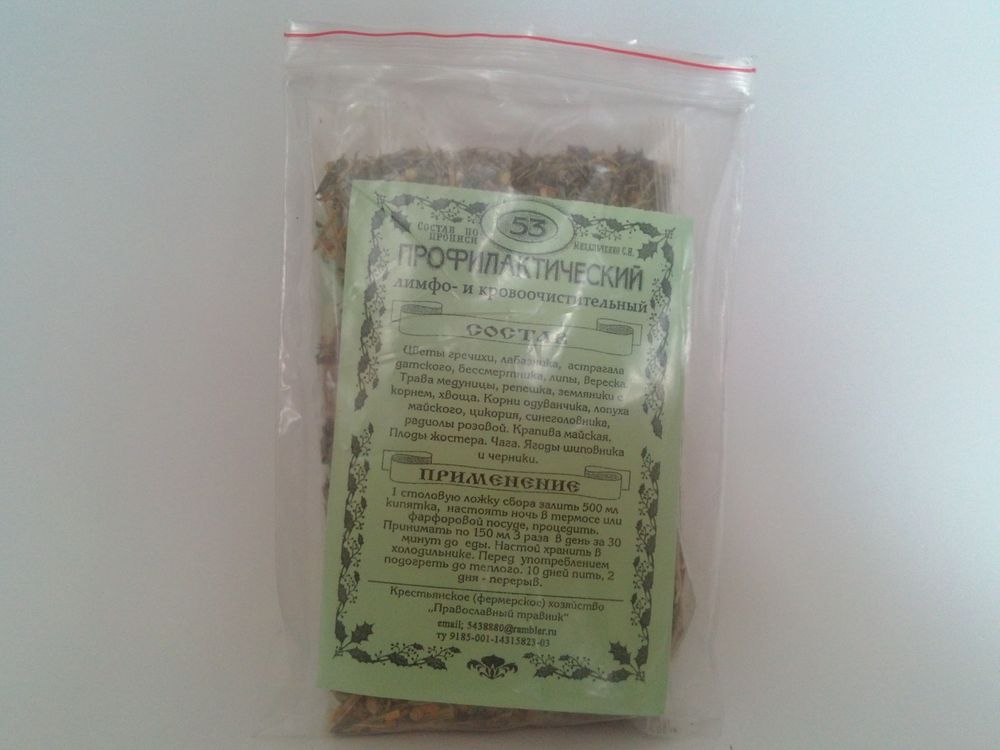 53
СОСТАВ ПО
ПРОПИСИ
МИХАЛЬЧЕНКО С.И.
ПРОФИЛАКТИЧЕСКИЙ
лимфо- и кровоочистительный
СОСТАВ
Цветы гречихи, лабазника, астрагала
датского, бессмертника, липы, вереска.
Трава медуницы, репешка, земляники с
корнем, хвоща. Корни одуванчика, лопуха
майского, цикория, синеголовника,
радиолы розовой. Крапива майская.
Плоды жостера. Чага. Ягоды шиповника
и черники.
ПРИМЕНЕНИЕ
1 столовую ложку сбора залить 500 мл
кипятка, настоять ночь в термосе или
фарфоровой посуде, процедить.
Принимать по 150 мл 3 раза в день за 30
минут до еды. Настой хранить в
холодильнике. Перед употреблением
подогреть до теплого. 10 дней пить, 2
дня - перерыв.
Крестьянское (фермерское) хозяйство
„Православный травник“
email; 5438880@rambler.ru
ту 9185-001-14315823-03